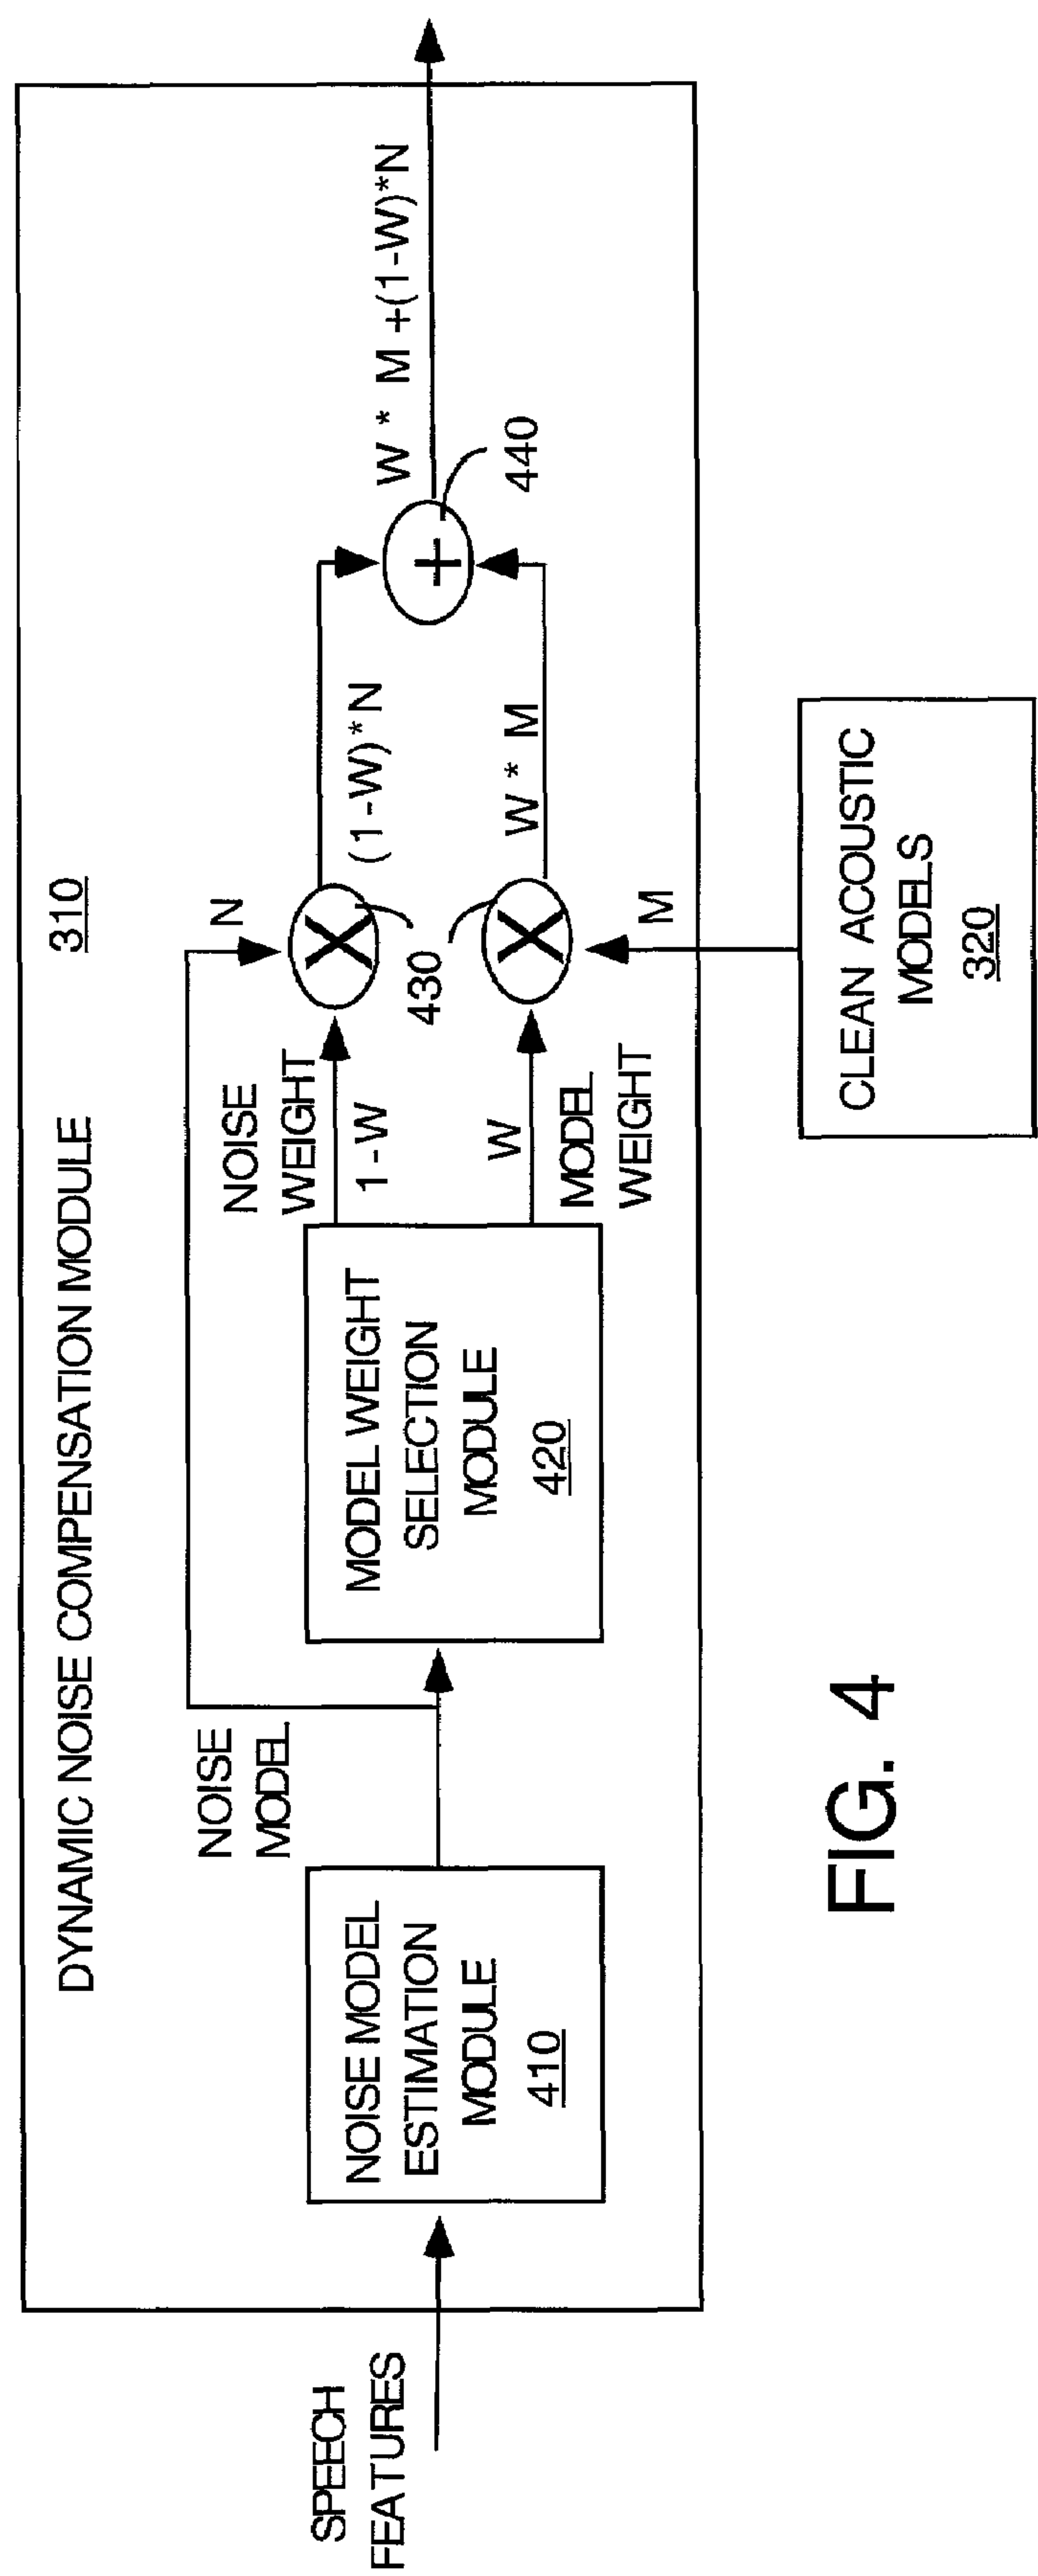 DYNAMIC NOISE COMPENSATION MODULE
310
SPEECH
FEATURES
NOISE MODEL
ESTIMATION
MODULE
410
NOISE
MODEL
MODEL WEIGHT
SELECTION
MODULE
420
NOISE
WEIGHT
1-W
W
MODEL
WEIGHT
N
430
M
(1-W)*N
W * M
+
440
W * M +(1-W)*N
CLEAN ACOUSTIC
MODELS
320
FIG. 4